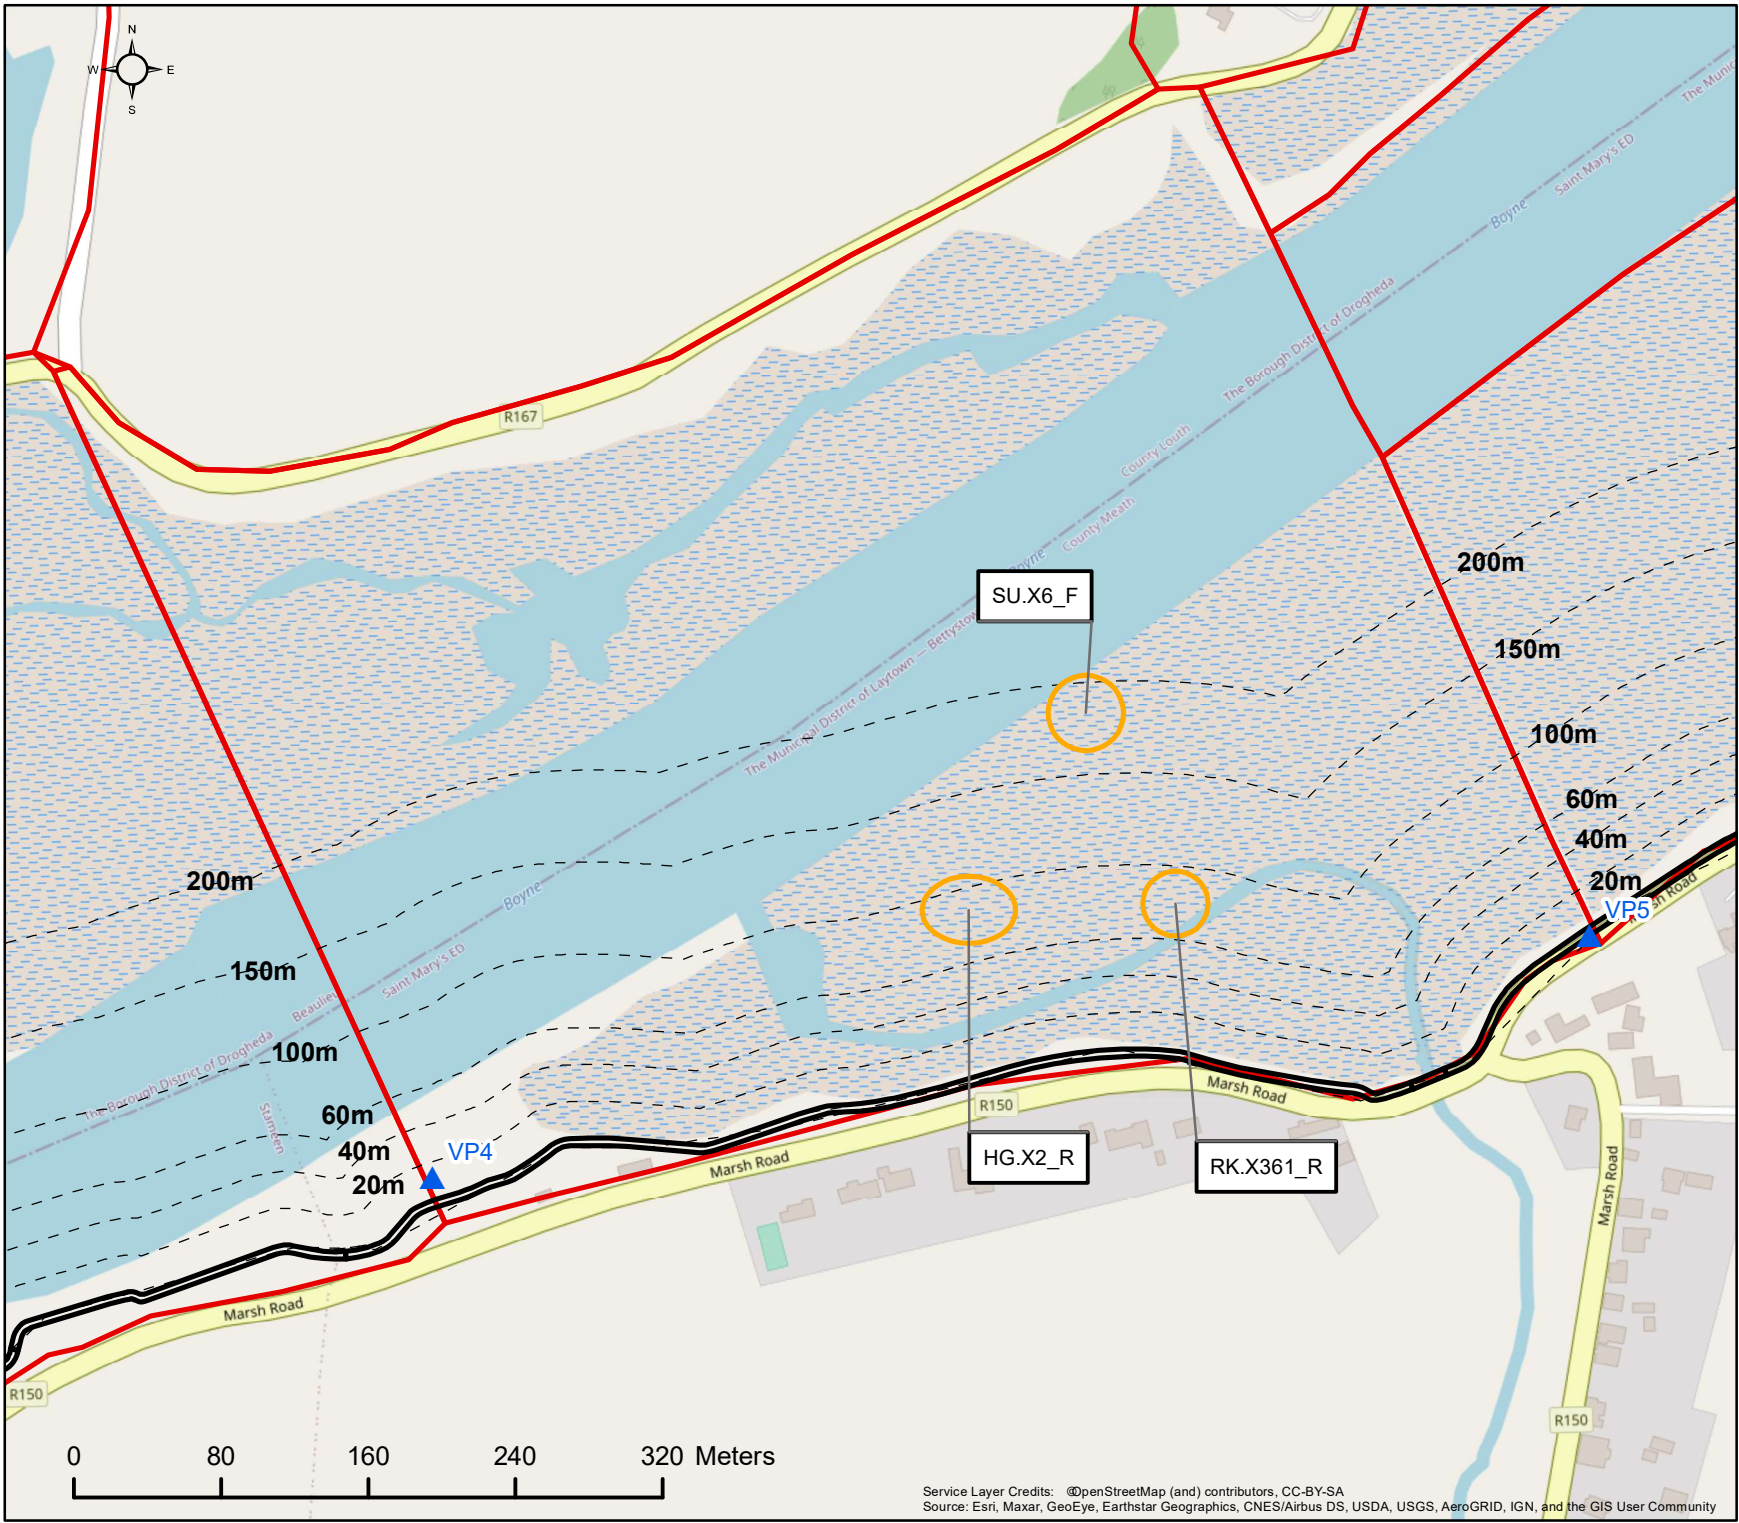 N
W E
S
The Munic
Saint Mary's ED
Boyne
The Borough District of Drogheda
R167
County Louth
County Meath
Boyne
200m
SU.X6_F
150m
The Municipal District of Laytown — Bettystow
100m
60m
40m
200m
20m
Marsh Road
VP5
Boyne
150m
Saint Mary's ED
Beaulieu
100m
The Borough District of Drogheda
60m
Stameen
40m
VP4
20m
R150
Marsh Road
Marsh Road
HG.X2_R
RK.X361_R
Marsh Road
Marsh Road
R150
R150
0 80 160 240 320 Meters
Service Layer Credits: ©OpenStreetMap (and) contributors, CC-BY-SA
Source: Esri, Maxar, GeoEye, Earthstar Geographics, CNES/Airbus DS, USDA, USGS, AeroGRID, IGN, and the GIS User Community